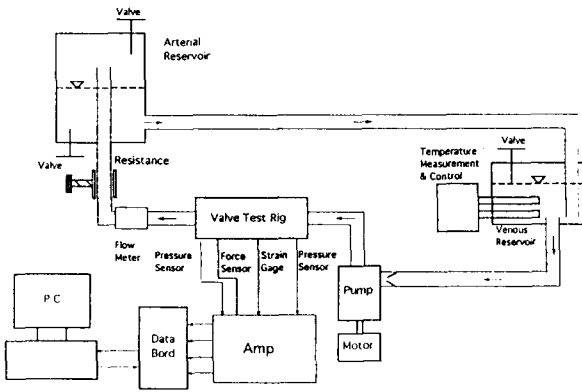 Valve
Arterial
Reservoir
Valve
Resistance
Temperature
Measurement
& Control
Valve
Venous
Reservoir
Valve Test Rig
Flow
Meter
Pressure
Sensor
Force
Sensor
Strain
Gage
Pressure
Sensor
Pump
Motor
P C
Data
Bord
Amp